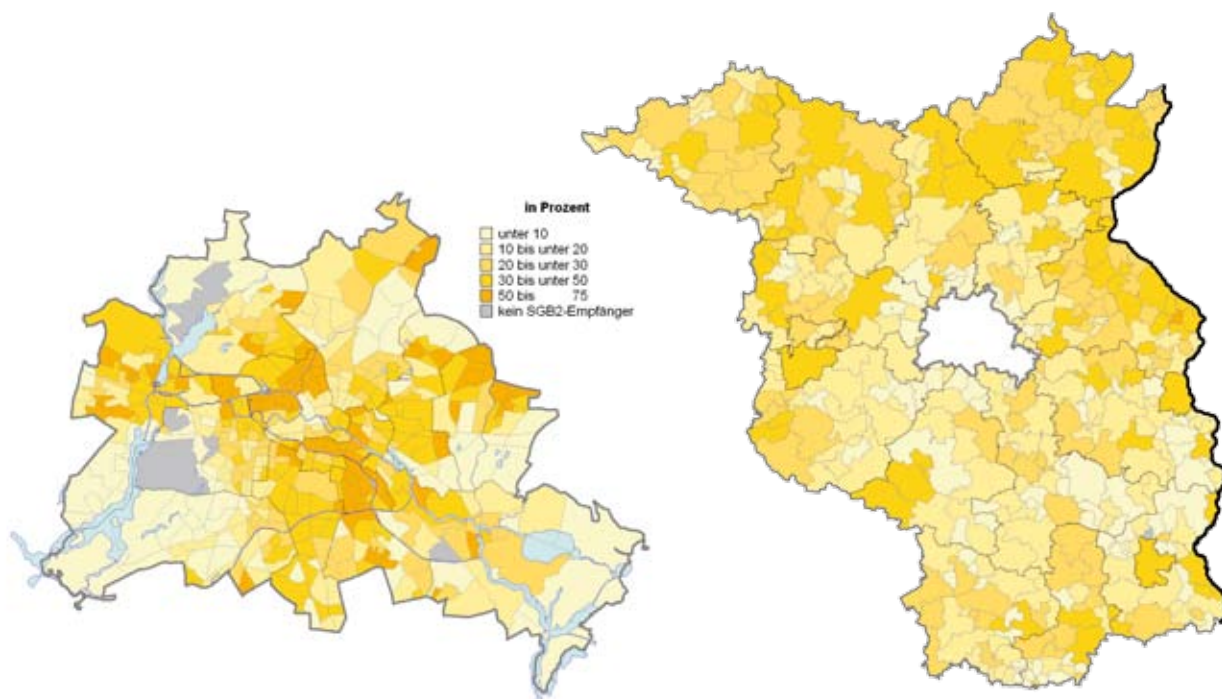 in Prozent
unter 10
10 bis unter 20
20 bis unter 30
30 bis unter 50
50 bis 75
kein SGB2-Empfänger